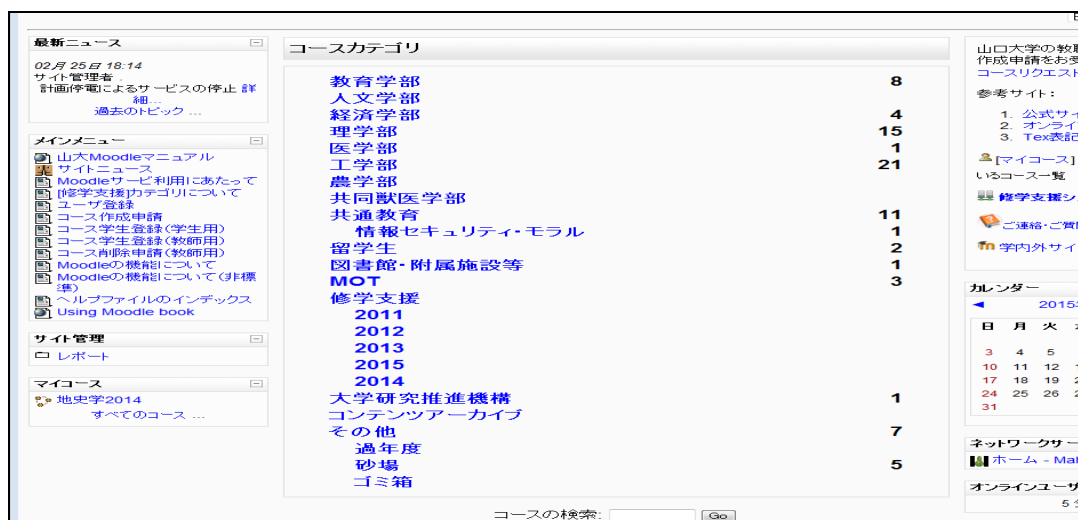 最新ニュース
02月 25日 18:14
サイト管理者 .
計画停電によるサービスの停止 詳
細...
過去のトピック ...
メインメニュー
山大Moodleマニュアル
サイトニュース
Moodleサービ利用にあたって
[修学支援]カテゴリについて
ユーザ登録
コース作成申請
コース学生登録(学生用)
コース学生登録(教師用)
コース削除申請(教師用)
Moodleの機能について
Moodleの機能について(非標
準)
ヘルプファイルのインデックス
Using Moodle book
サイト管理
レポート
マイコース
地史学2014
すべてのコース ...
コースカテゴリ
教育学部 8
人文学部
経済学部 4
理学部 15
医学部 1
工学部 21
農学部
共同獣医学部
共通教育 11
情報セキュリティ・モラル 1
留学生 2
図書館・附属施設等 1
MOT 3
修学支援
2011
2012
2013
2015
2014
大学研究推進機構 1
コンテンツアーカイブ
その他 7
過年度
砂場 5
ゴミ箱
コースの検索:
Go
山口大学の教職
作成申請をお受
コースリクエスト
参考サイト:
1. 公式サイ
2. オンライ
3. Tex表記
[マイコース]
いるコース一覧
修学支援シ
ご連絡・ご質問
学内外サイ
カレンダー
◄ 2015
日 月 火
3 4 5
10 11 12
17 18 19
24 25 26
31
ネットワークサー
ホーム - Mah
オンラインユーザ
5